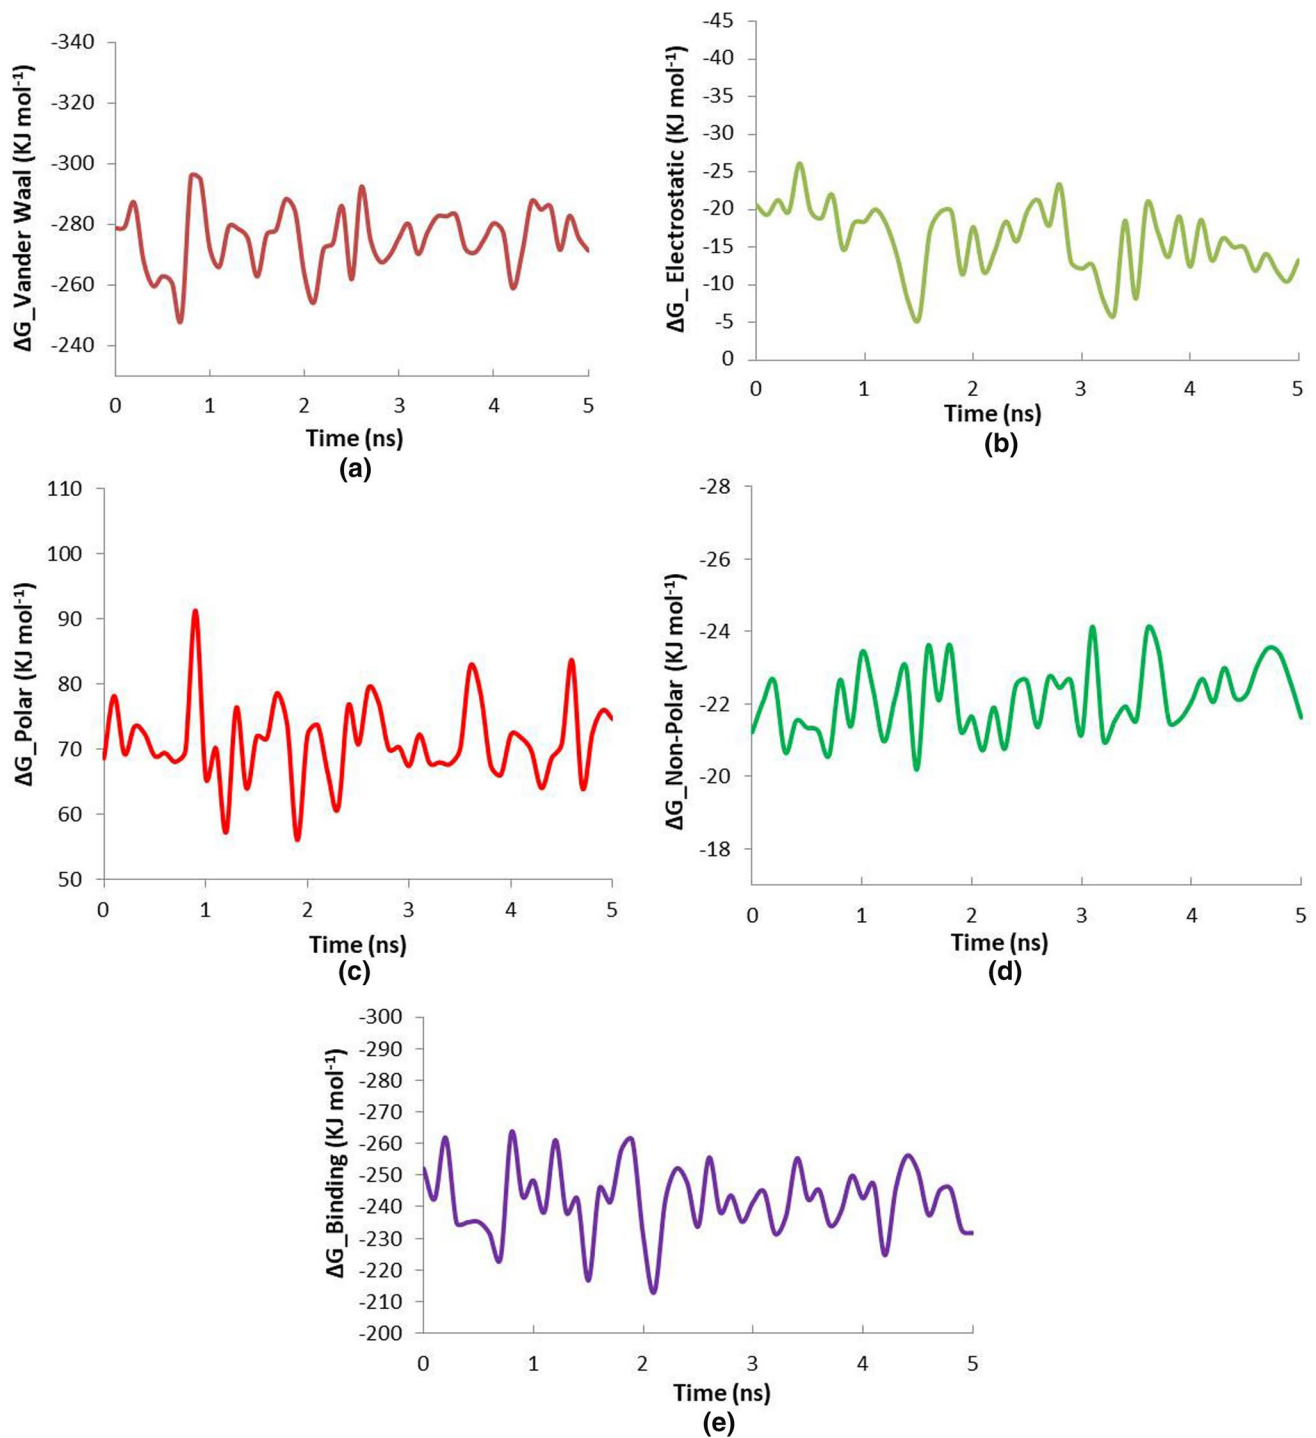 ΔG_Vander Waal (KJ mol-1)
-340
-320
-300
-280
-260
-240
0 1 2 3 4 5
Time (ns)
(a)
ΔG_ Electrostatic (KJ mol-1)
-45
-40
-35
-30
-25
-20
-15
-10
-5
0
0 1 2 3 4 5
Time (ns)
(b)
ΔG_Polar (KJ mol-1)
110
100
90
80
70
60
50
0 1 2 3 4 5
Time (ns)
(c)
ΔG_Non-Polar (KJ mol-1)
-28
-26
-24
-22
-20
-18
0 1 2 3 4 5
Time (ns)
(d)
ΔG_Binding (KJ mol-1)
-300
-290
-280
-270
-260
-250
-240
-230
-220
-210
-200
0 1 2 3 4 5
Time (ns)
(e)